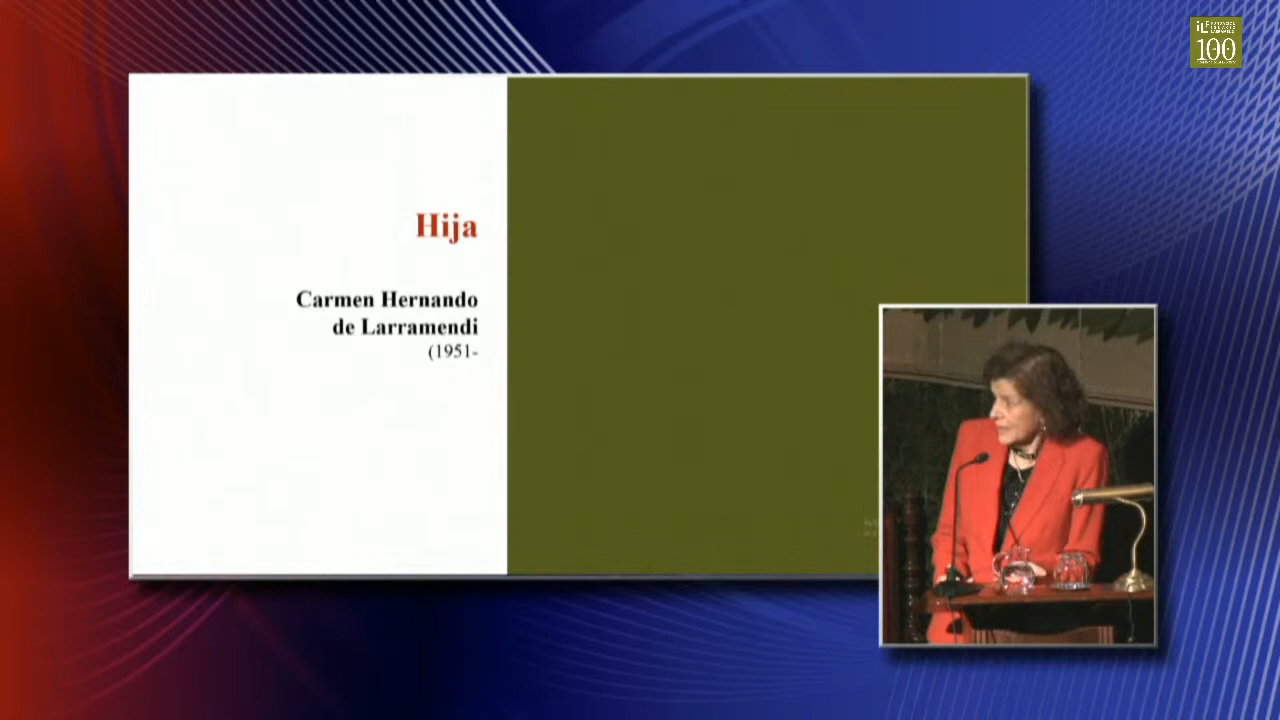 Hija
Carmen Hernando
de Larramendi
(1951-
100